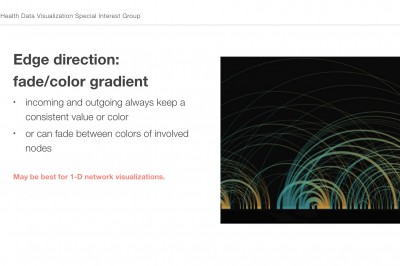 Health Data Visualization Special Interest Group
Edge direction:
fade/color gradient
• incoming and outgoing always keep a
consistent value or color
• or can fade between colors of involved
nodes
May be best for 1-D network visualizations.